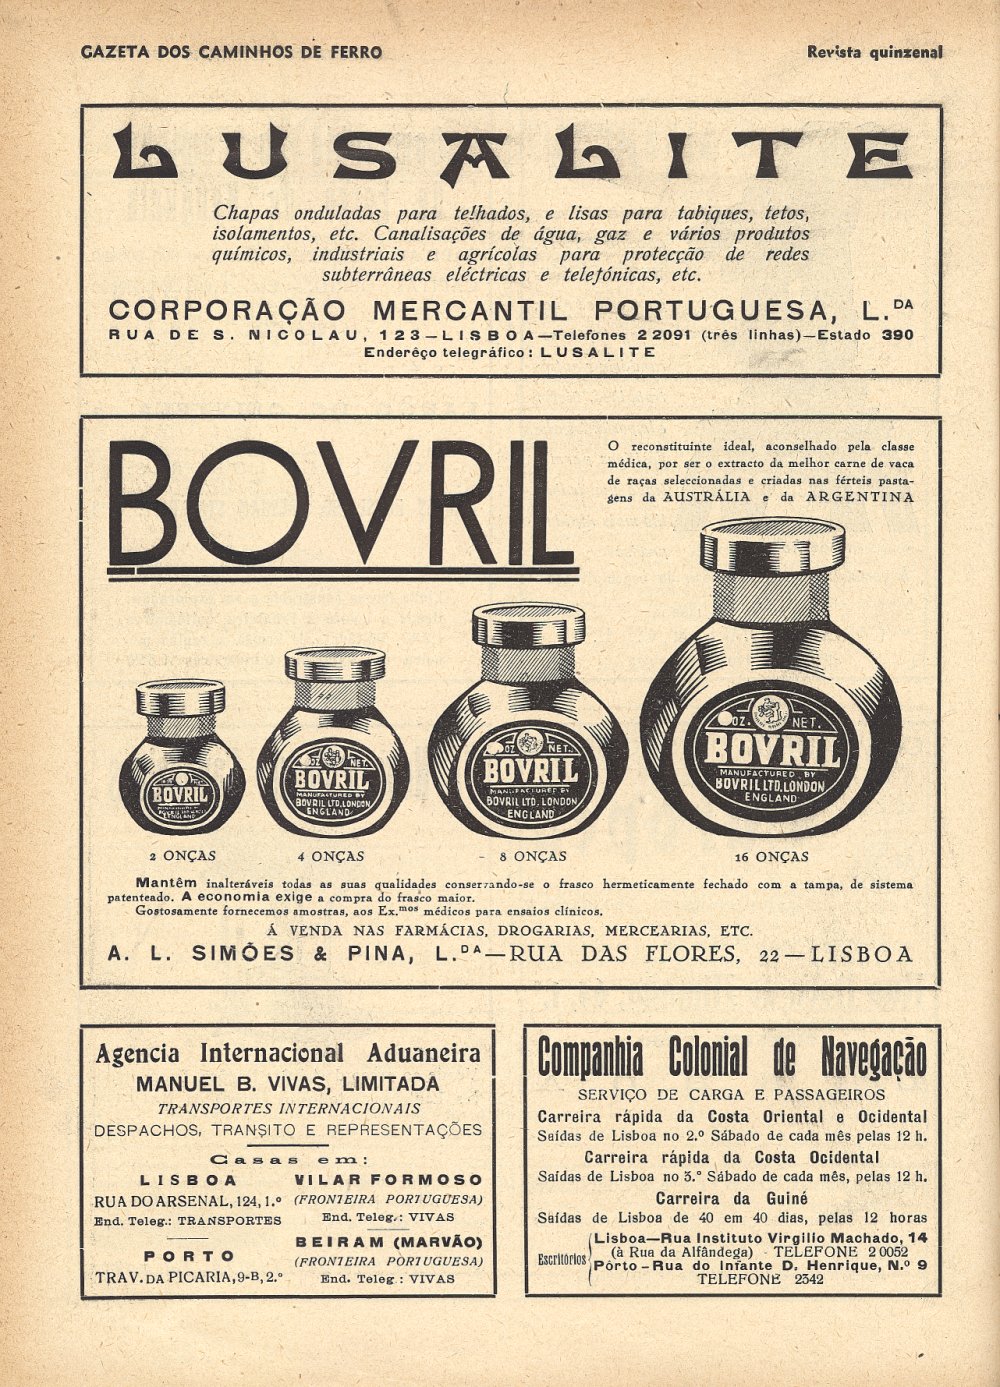 GAZETA DOS CAMINHOS DE FERRO
Revista quinzenal
LUSALITE
Chapas onduladas para telhados, e lisas para tabiques, tetos,
isolamentos, etc. Canalisações de água, gaz e vários produtos
químicos, industriais e agrícolas para protecção de redes
subterrâneas eléctricas e telefónicas, etc.
CORPORAÇÃO MERCANTIL PORTUGUESA, L.DA
RUA DE S. NICOLAU, 123—LISBOA—Telefones 2 2091 (três linhas)—Estado 390
Enderêço telegráfico: LUSALITE
BOVRIL
O reconstituinte ideal, aconselhado pela classe
médica, por ser o extracto da melhor carne de vaca
de raças seleccionadas e criadas nas férteis pasta-
gens da AUSTRÁLIA e da ARGENTINA
BOVRIL
ENGLAND
OZ. NET.
BOVRIL
MANUFACTURED BY
BOVRIL LTD. LONDON
ENGLAND
OZ NET.
BOVRIL
MANUFACTURED BY
BOVRIL LTD. LONDON
ENGLAND
OZ. NET.
BOVRIL
MANUFACTURED BY
BOVRIL LTD. LONDON
ENGLAND
2 ONÇAS
4 ONÇAS
8 ONÇAS
16 ONÇAS
Mantêm inalteráveis todas as suas qualidades conservando-se o frasco hermeticamente fechado com a tampa, de sistema
patenteado. A economia exige a compra do frasco maior.
Gostosamente fornecemos amostras, aos Ex.mos médicos para ensaios clínicos.
Á VENDA NAS FARMÁCIAS, DROGARIAS, MERCEARIAS, ETC.
A. L. SIMÕES & PINA, L.DA—RUA DAS FLORES, 22—LISBOA
Agencia Internacional Aduaneira
MANUEL B. VIVAS, LIMITADA
TRANSPORTES INTERNACIONAIS
DESPACHOS, TRANSITO E REPRESENTAÇÕES
Casas em:
LISBOA
RUA DO ARSENAL, 124, 1.º
End. Teleg.: TRANSPORTES
PORTO
TRAV. DA PICARIA, 9-B, 2.º
VILAR FORMOSO
(FRONTEIRA PORTUGUESA)
End. Teleg.: VIVAS
BEIRAM (MARVÃO)
(FRONTEIRA PORTUGUESA)
End. Teleg.: VIVAS
Companhia Colonial de Navegação
SERVIÇO DE CARGA E PASSAGEIROS
Carreira rápida da Costa Oriental e Ocidental
Saídas de Lisboa no 2.º Sábado de cada mês pelas 12 h.
Carreira rápida da Costa Ocidental
Saídas de Lisboa no 3.º Sábado de cada mês, pelas 12 h.
Carreira da Guiné
Saídas de Lisboa de 40 em 40 dias, pelas 12 horas
Escritórios
Lisboa—Rua Instituto Virgilio Machado, 14
(à Rua da Alfândega) - TELEFONE 2 0052
Pôrto-Rua do Infante D. Henrique, N.º 9
TELEFONE 2342